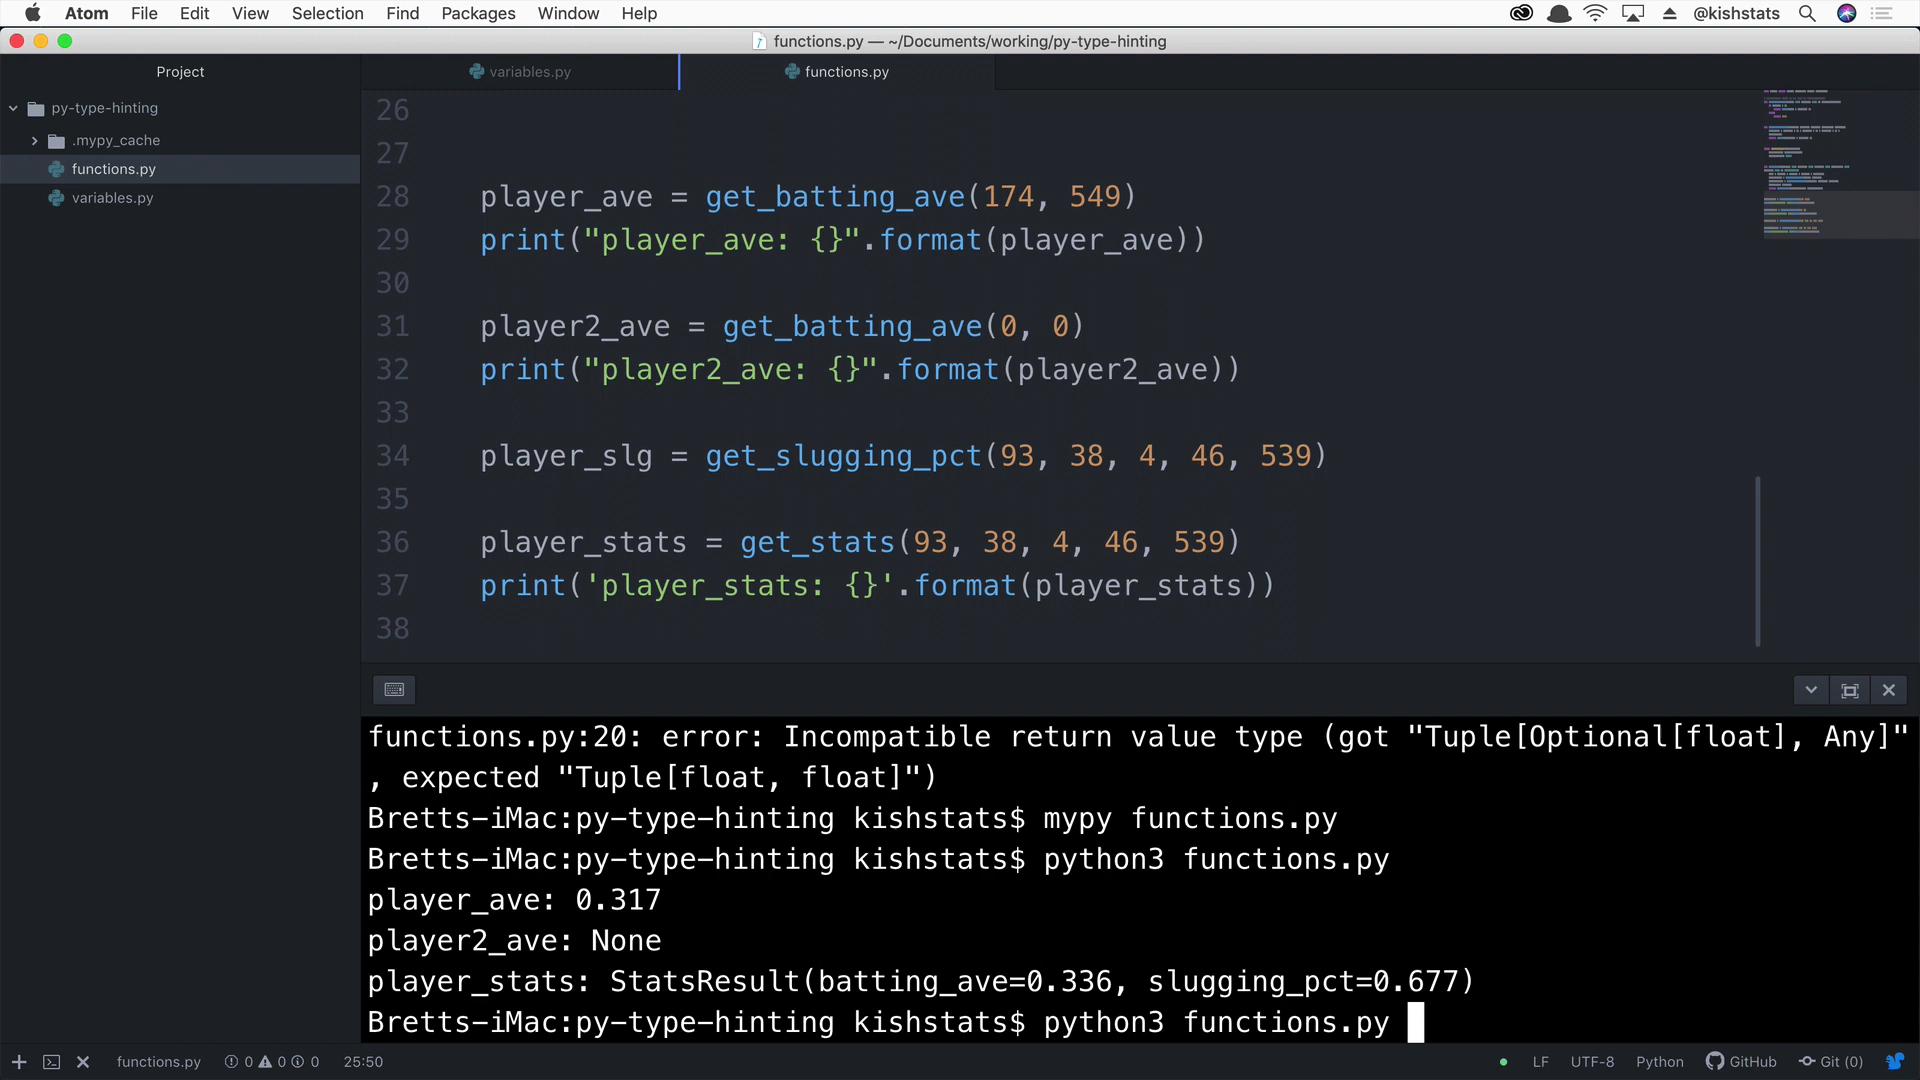 Atom File Edit View Selection Find Packages Window Help @kishstats
functions.py — ~/Documents/working/py-type-hinting
Project
variables.py
functions.py
py-type-hinting
.mypy_cache
functions.py
variables.py
26
27
28 player_ave = get_batting_ave(174, 549)
29 print("player_ave: {}".format(player_ave))
30
31 player2_ave = get_batting_ave(0, 0)
32 print("player2_ave: {}".format(player2_ave))
33
34 player_slg = get_slugging_pct(93, 38, 4, 46, 539)
35
36 player_stats = get_stats(93, 38, 4, 46, 539)
37 print('player_stats: {}'.format(player_stats))
38
functions.py:20: error: Incompatible return value type (got "Tuple[Optional[float], Any]"
, expected "Tuple[float, float]")
Bretts-iMac:py-type-hinting kishstats$ mypy functions.py
Bretts-iMac:py-type-hinting kishstats$ python3 functions.py
player_ave: 0.317
player2_ave: None
player_stats: StatsResult(batting_ave=0.336, slugging_pct=0.677)
Bretts-iMac:py-type-hinting kishstats$ python3 functions.py
functions.py 0 0 0 25:50 LF UTF-8 Python GitHub Git (0)